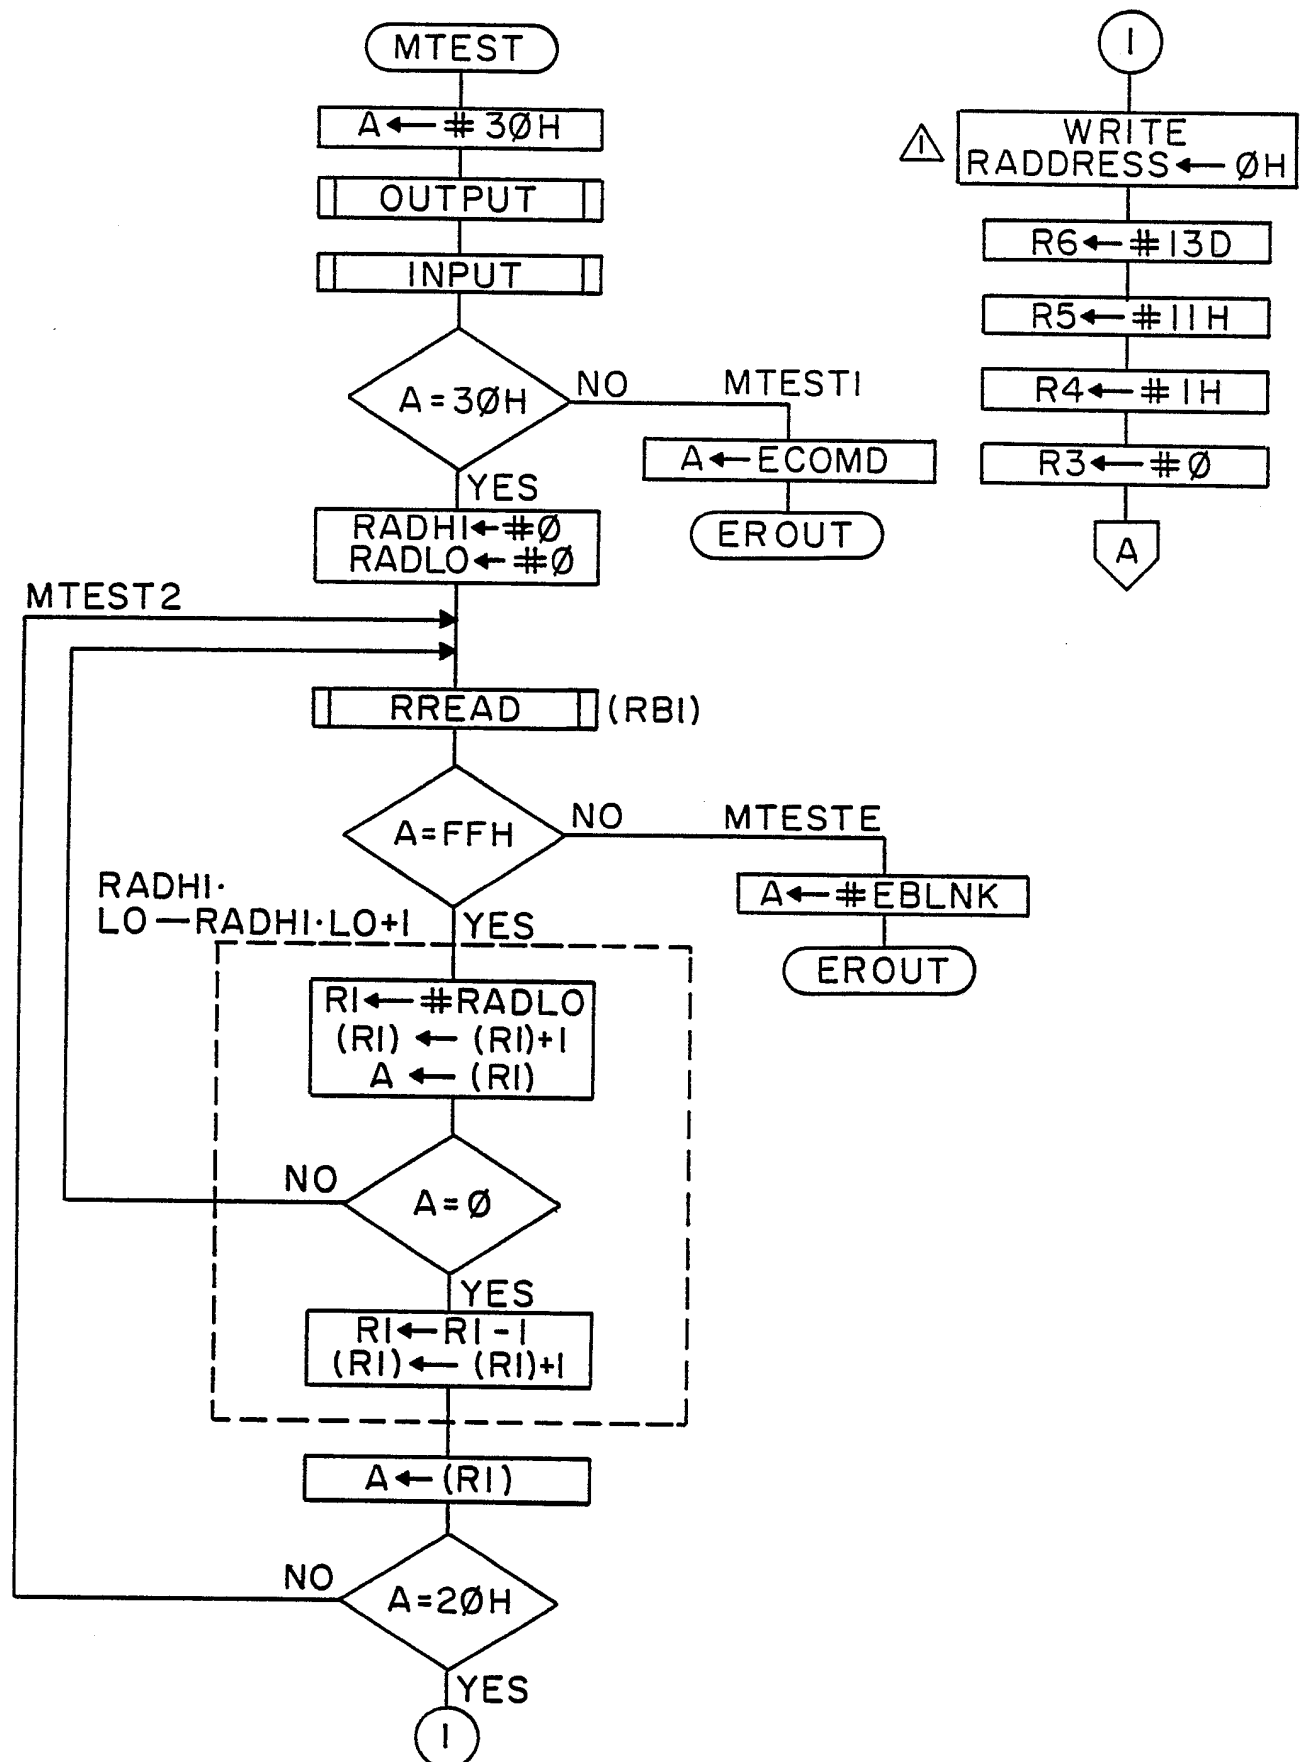 MTEST
A ← #3ØH
OUTPUT
INPUT
A=3ØH
NO
MTEST1
A ← ECOMD
EROUT
YES
RADHI ← #Ø
RADLO ← #Ø
MTEST2
RREAD
(RB1)
A=FFH
NO
MTESTE
A ← #EBLNK
EROUT
RADHI·
LO—RADHI·LO+1
YES
R1 ← #RADLO
(R1) ← (R1)+1
A ← (R1)
NO
A=Ø
YES
R1 ← R1-1
(R1) ← (R1)+1
A ← (R1)
NO
A=2ØH
YES
1
1
1
WRITE
RADDRESS ← ØH
R6 ← #13D
R5 ← #11H
R4 ← #1H
R3 ← #Ø
A